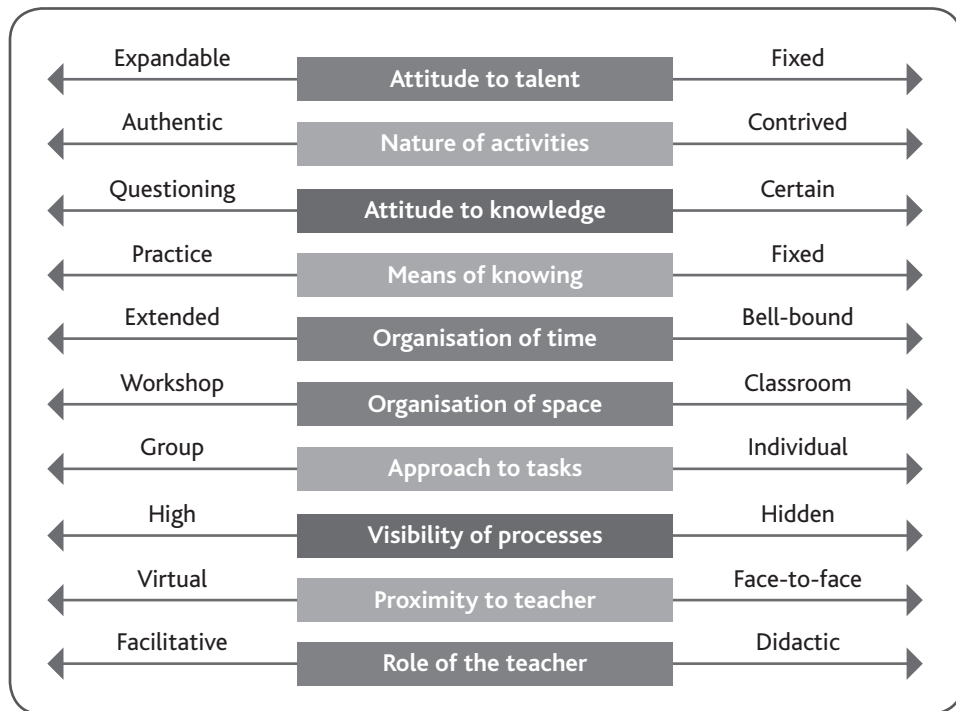 Expandable Attitude to talent Fixed
Authentic Nature of activities Contrived
Questioning Attitude to knowledge Certain
Practice Means of knowing Fixed
Extended Organisation of time Bell-bound
Workshop Organisation of space Classroom
Group Approach to tasks Individual
High Visibility of processes Hidden
Virtual Proximity to teacher Face-to-face
Facilitative Role of the teacher Didactic